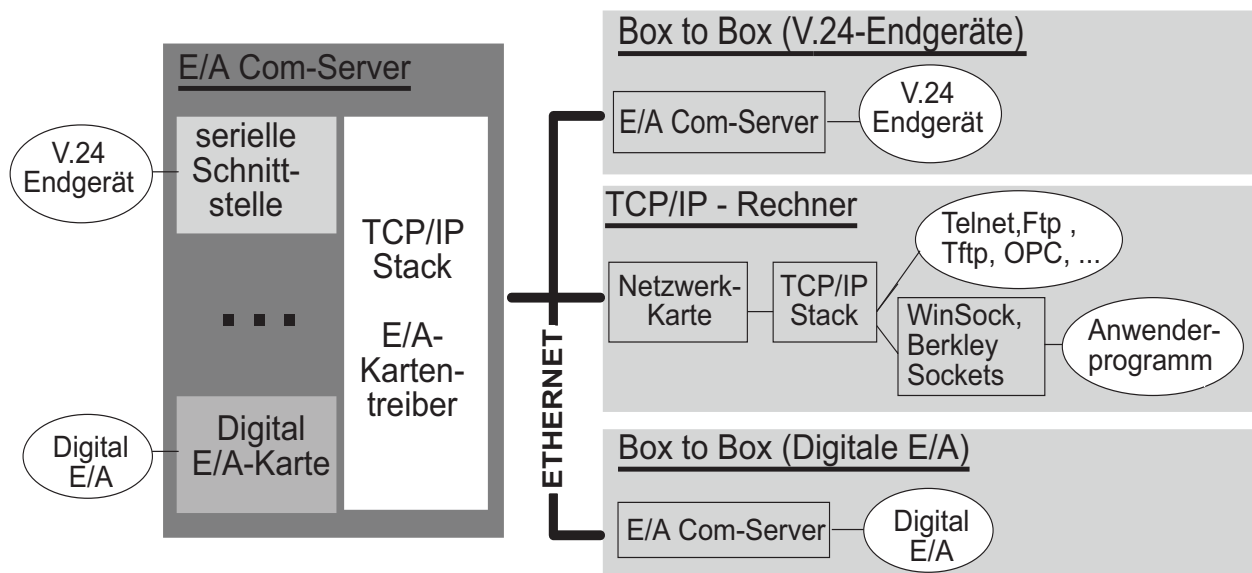 E/A Com-Server
V.24
Endgerät
serielle
Schnitt-
stelle
TCP/IP
Stack
E/A-
Karten-
treiber
Digital
E/A
Digital
E/A-Karte
ETHERNET
Box to Box (V.24-Endgeräte)
E/A Com-Server
V.24
Endgerät
TCP/IP - Rechner
Netzwerk-
Karte
TCP/IP
Stack
Telnet,Ftp ,
Tftp, OPC, ...
WinSock,
Berkley
Sockets
Anwender-
programm
Box to Box (Digitale E/A)
E/A Com-Server
Digital
E/A